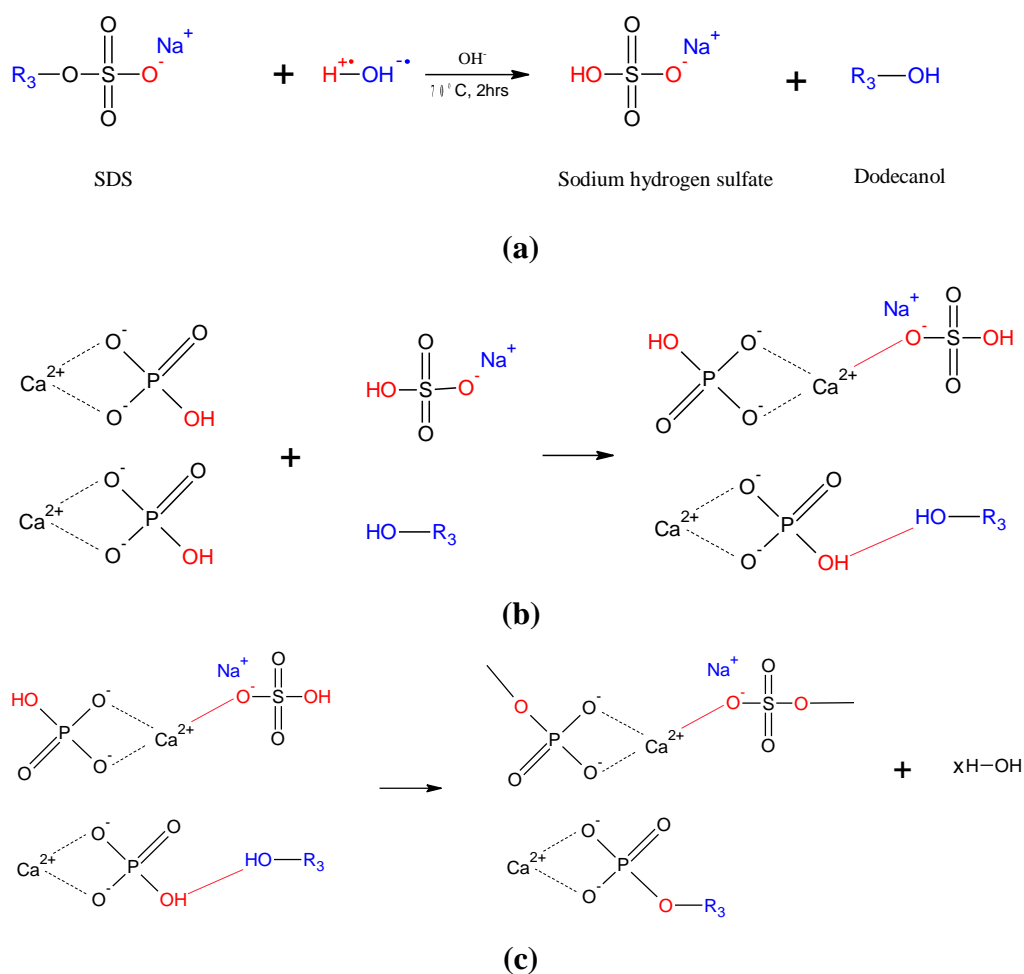 O
Na+
R3 O S O-
O
+
H+• OH-•
OH-
70°C, 2hrs
O
Na+
HO S O-
O
+
R3 OH
SDS
Sodium hydrogen sulfate
Dodecanol
(a)
O- O
Ca2+ P
O- OH
O- O
Ca2+ P
O- OH
+
O
Na+
HO S O-
O
HO R3
HO O-
P Ca2+
O O-
Na+ O
O- S OH
O
O- O
Ca2+ P
O- OH
HO R3
(b)
HO O-
P Ca2+
O O-
Na+ O
O- S OH
O
O- O
Ca2+ P
O- OH
HO R3
O O-
P Ca2+
O O-
Na+ O
O- S O
O
O- O
Ca2+ P
O- O R3
+
xH-OH
(c)